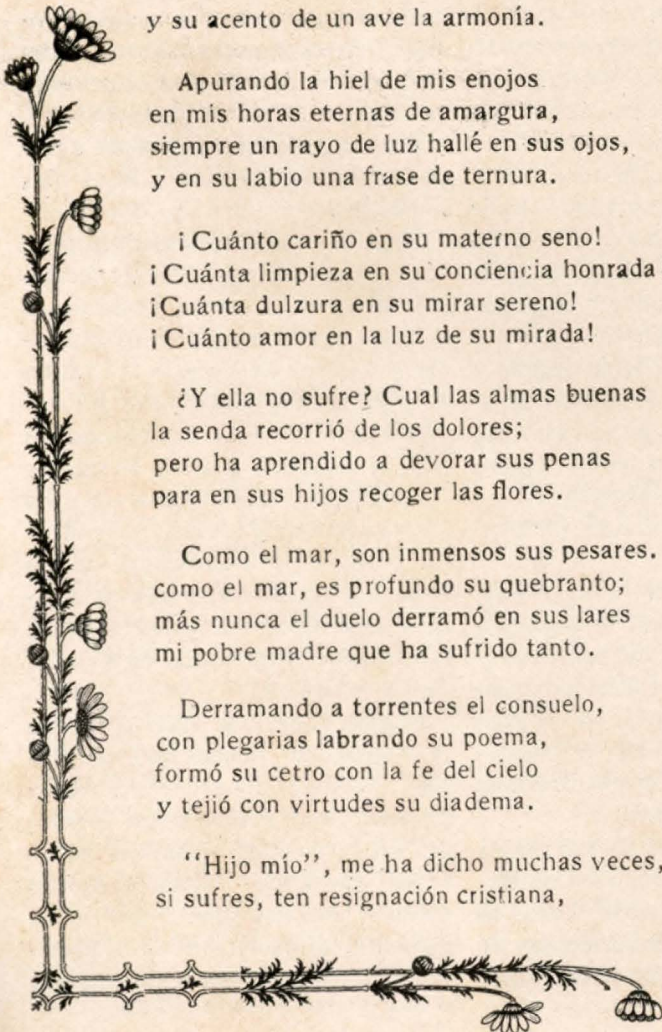 y su acento de un ave la armonía.
Apurando la hiel de mis enojos
en mis horas eternas de amargura,
siempre un rayo de luz hallé en sus ojos,
y en su labio una frase de ternura.
¡Cuánto cariño en su materno seno!
¡Cuánta limpieza en su conciencia honrada
¡Cuánta dulzura en su mirar sereno!
¡Cuánto amor en la luz de su mirada!
¿Y ella no sufre? Cual las almas buenas
la senda recorrió de los dolores;
pero ha aprendido a devorar sus penas
para en sus hijos recoger las flores.
Como el mar, son inmensos sus pesares.
como el mar, es profundo su quebranto;
más nunca el duelo derramó en sus lares
mi pobre madre que ha sufrido tanto.
Derramando a torrentes el consuelo,
con plegarias labrando su poema,
formó su cetro con la fe del cielo
y tejió con virtudes su diadema.
"Hijo mío", me ha dicho muchas veces,
si sufres, ten resignación cristiana,